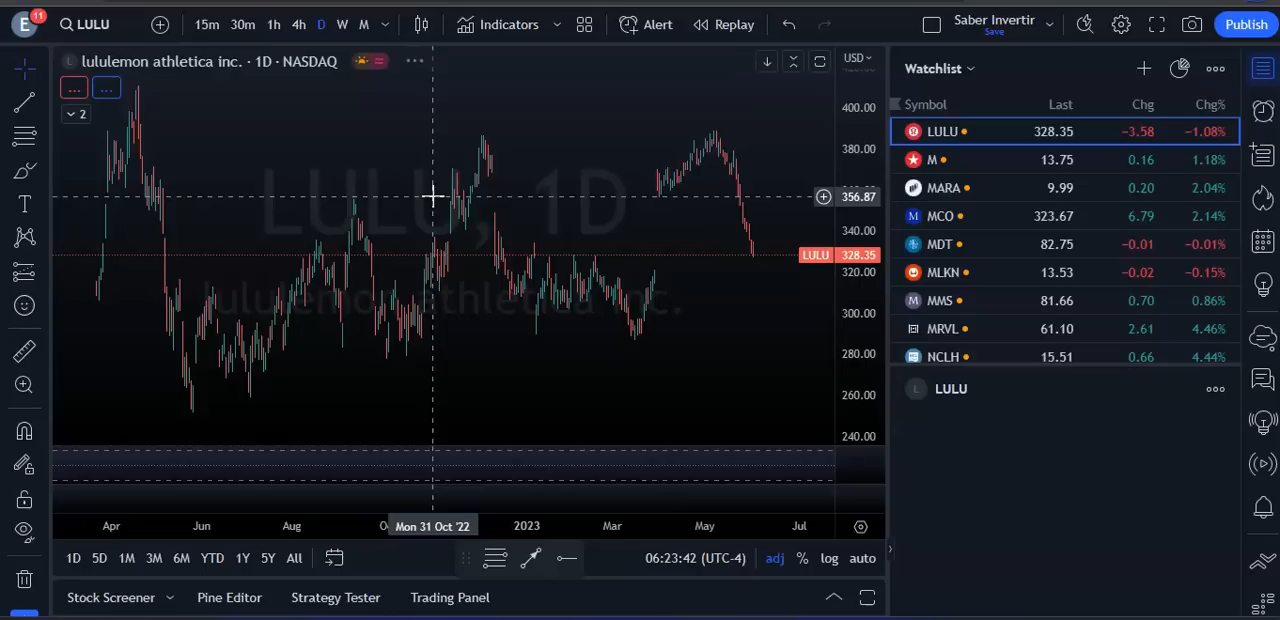 E
11
LULU
15m 30m 1h 4h D W M
Indicators
Alert
Replay
Saber Invertir
Save
Publish
lululemon athletica inc. · 1D · NASDAQ
USD
... ...
2
LULU, 1D
lululemon athletica inc.
400.00
380.00
356.87
340.00
LULU 328.35
320.00
300.00
280.00
260.00
240.00
Apr Jun Aug Mon 31 Oct '22 2023 Mar May Jul
1D 5D 1M 3M 6M YTD 1Y 5Y All
06:23:42 (UTC-4) adj % log auto
Stock Screener Pine Editor Strategy Tester Trading Panel
Watchlist
Symbol Last Chg Chg%
LULU 328.35 −3.58 −1.08%
M 13.75 0.16 1.18%
MARA 9.99 0.20 2.04%
MCO 323.67 6.79 2.14%
MDT 82.75 −0.01 −0.01%
MLKN 13.53 −0.02 −0.15%
MMS 81.66 0.70 0.86%
MRVL 61.10 2.61 4.46%
NCLH 15.51 0.66 4.44%
L LULU